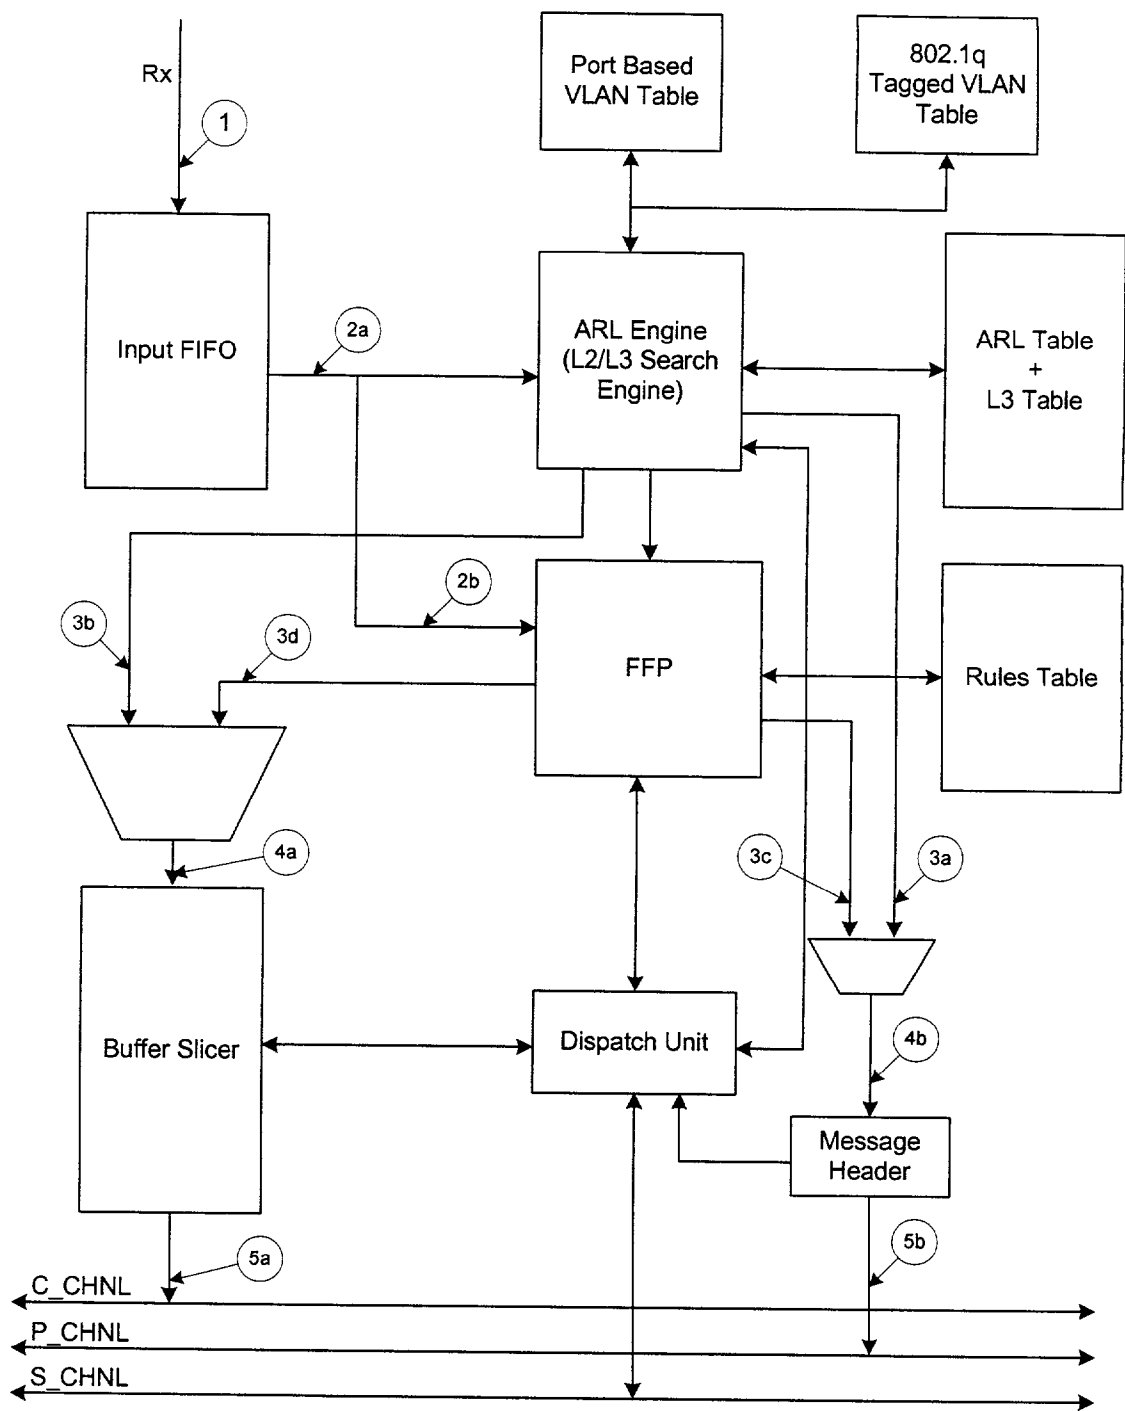 Rx
1
Port Based
VLAN Table
802.1q
Tagged VLAN
Table
Input FIFO
2a
ARL Engine
(L2/L3 Search
Engine)
ARL Table
+
L3 Table
2b
3b
3d
FFP
Rules Table
4a
3c
3a
Buffer Slicer
Dispatch Unit
4b
Message
Header
5a
5b
C_CHNL
P_CHNL
S_CHNL